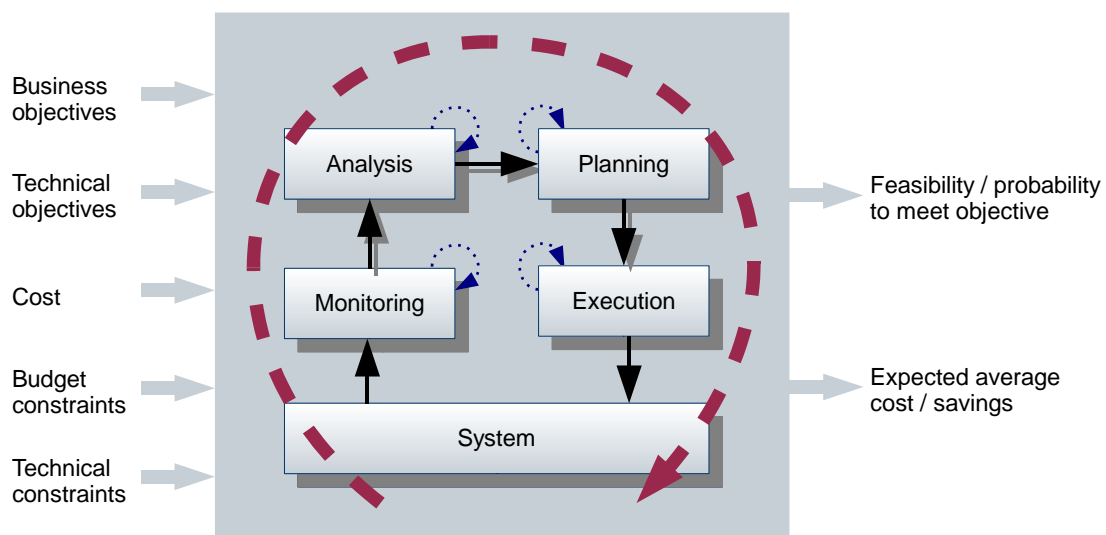 Business
objectives
Technical
objectives
Cost
Budget
constraints
Technical
constraints
Analysis
Planning
Monitoring
Execution
System
Feasibility / probability
to meet objective
Expected average
cost / savings